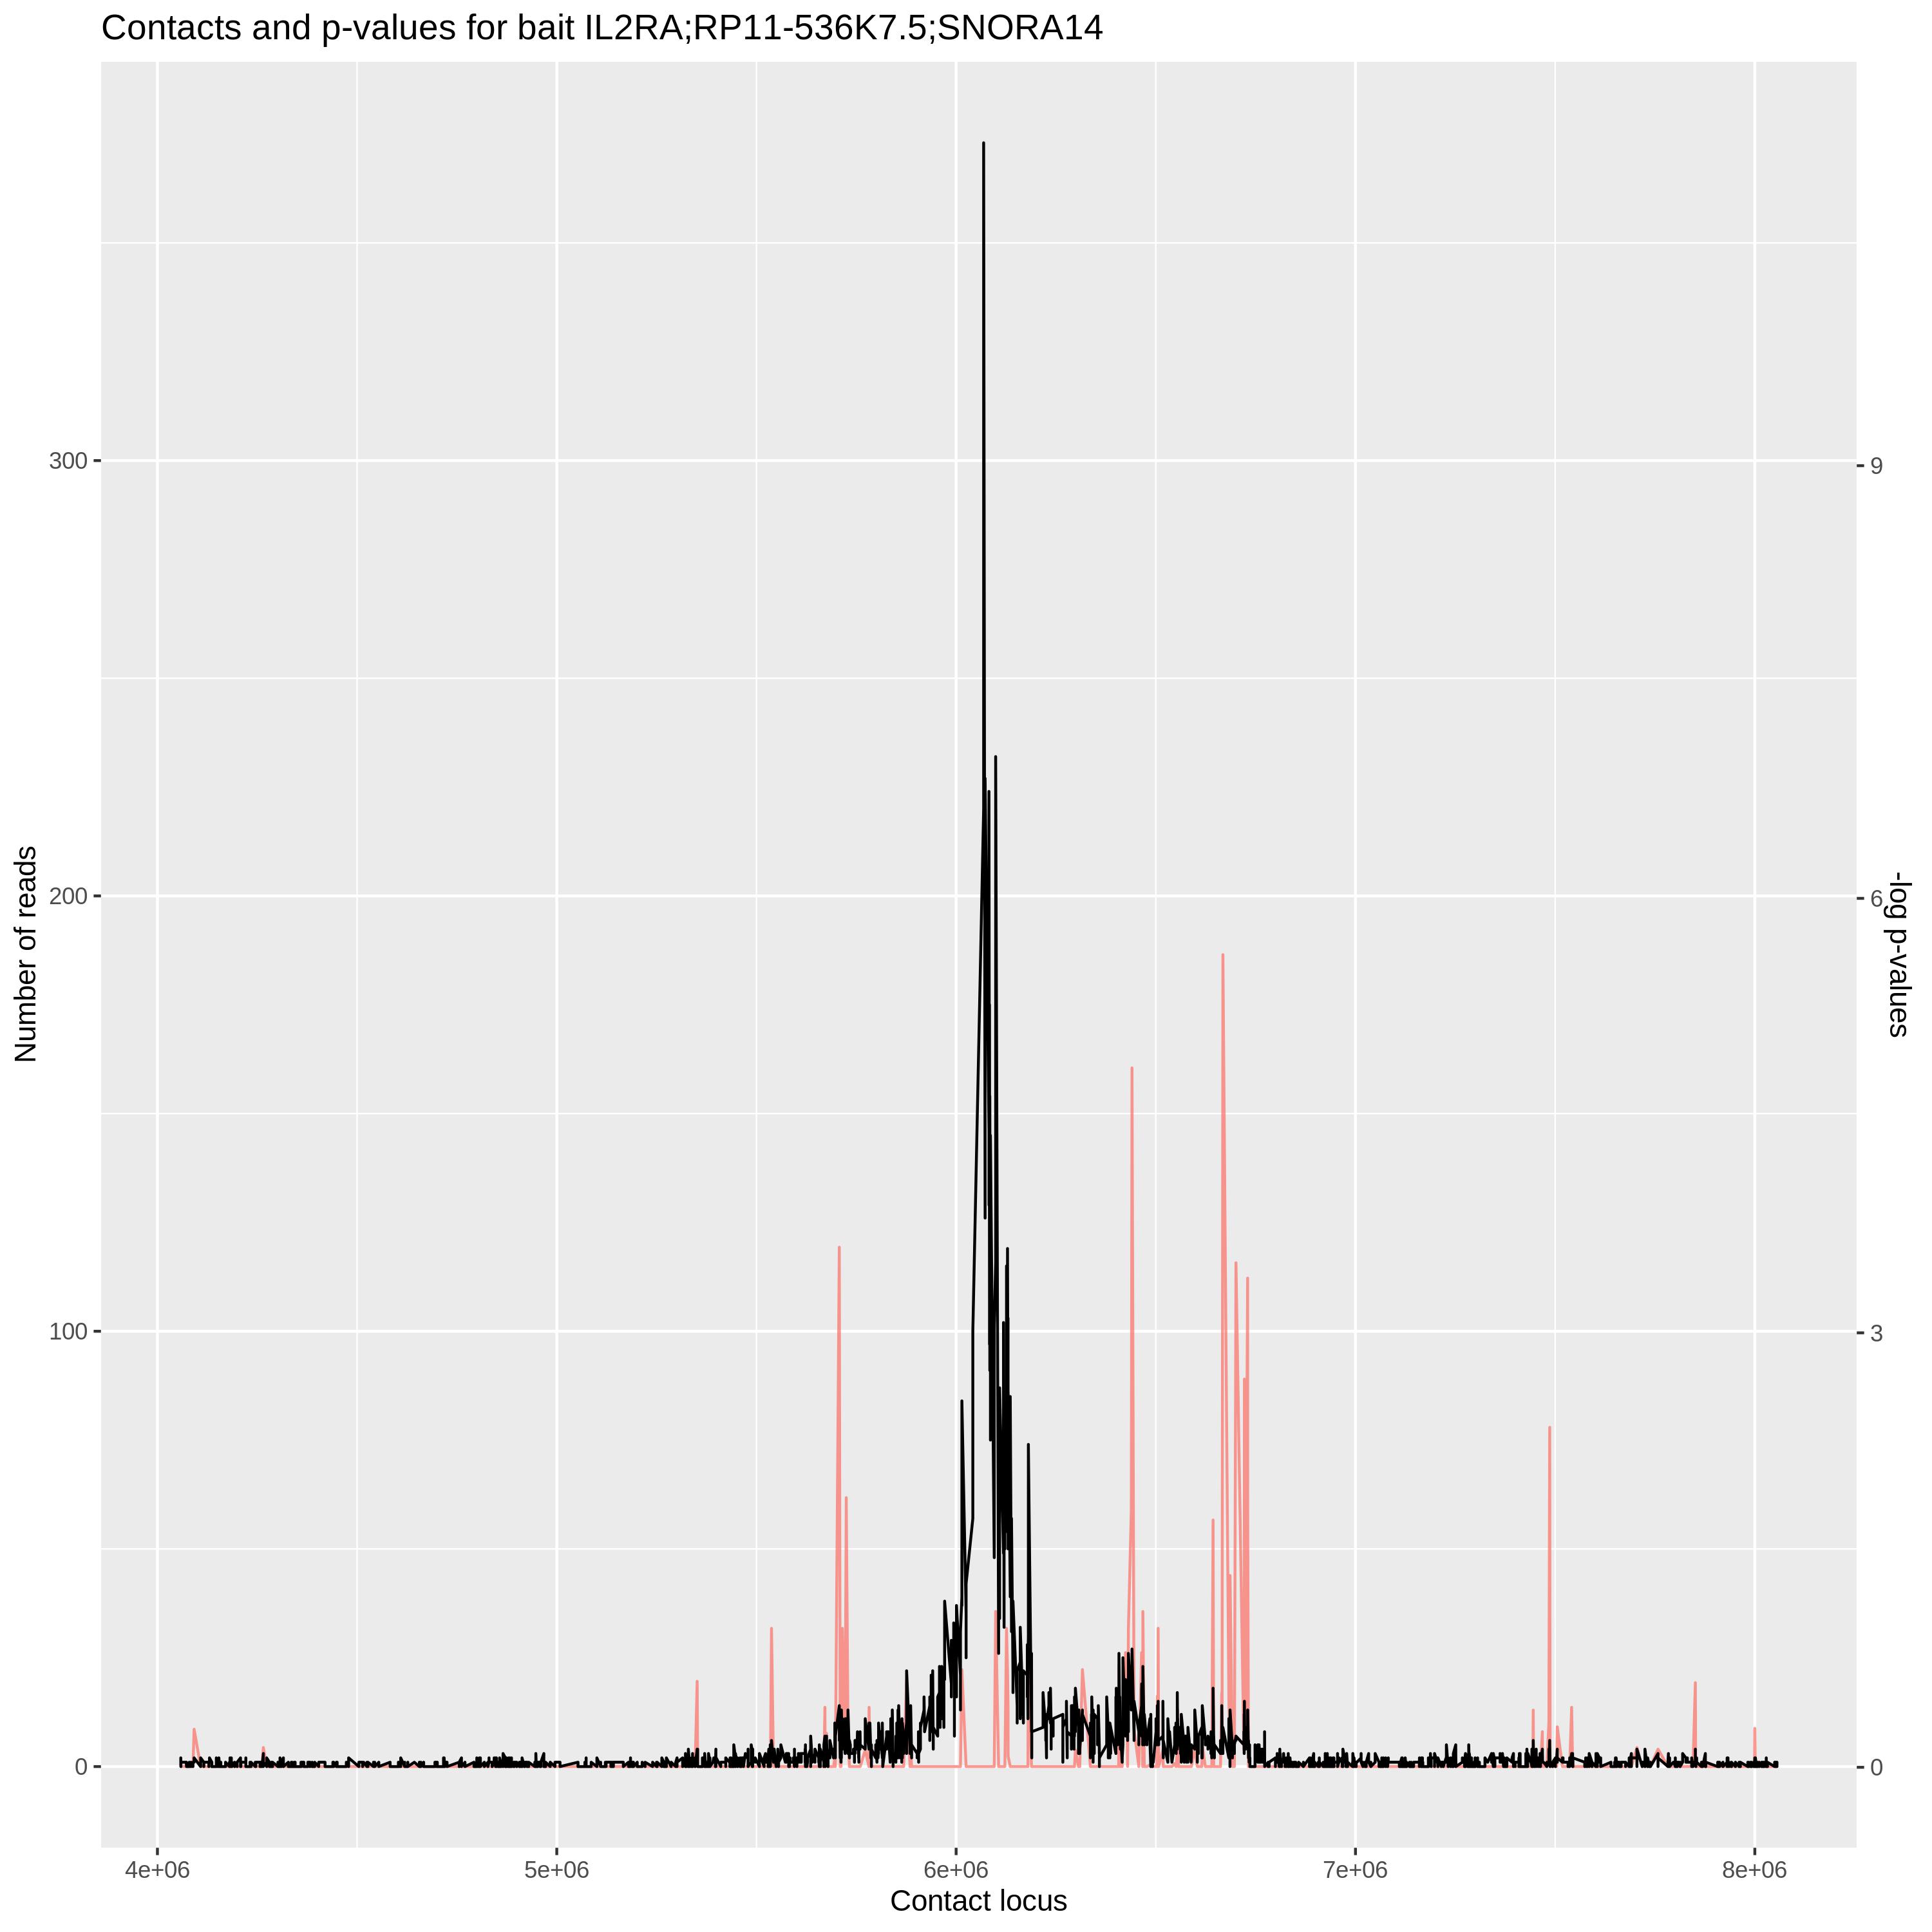 Contacts and p-values for bait IL2RA;RP11-536K7.5;SNORA14
300
200
100
0
Number of reads
9
6
3
0
-log p-values
4e+06
5e+06
6e+06
7e+06
8e+06
Contact locus